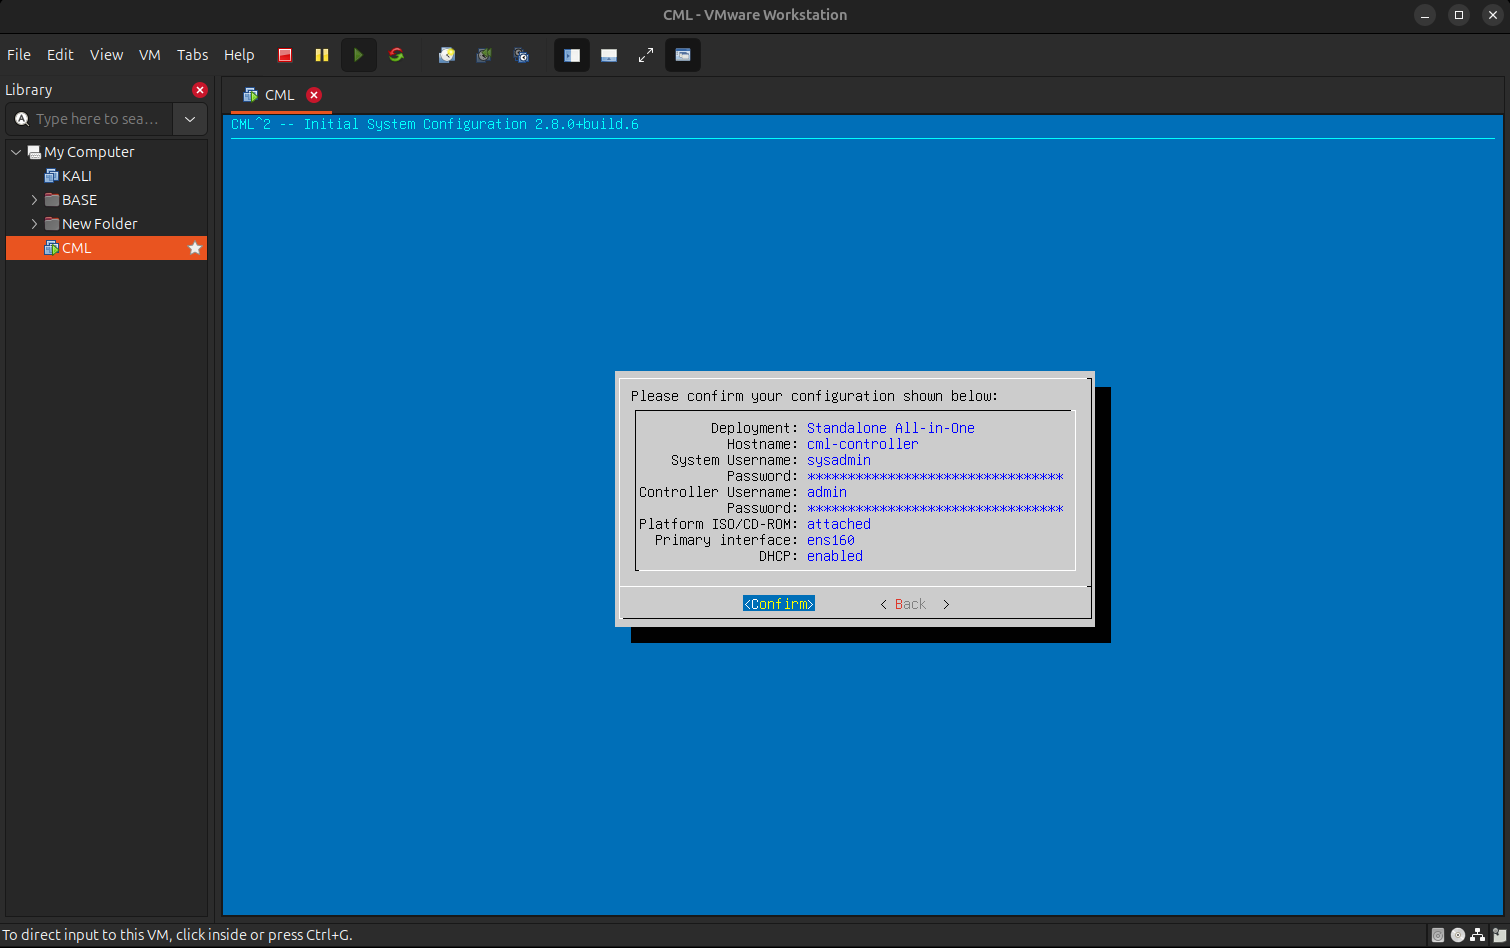 CML - VMware Workstation
File Edit View VM Tabs Help
Library
Type here to sea...
My Computer
KALI
BASE
New Folder
CML
CML
CML^2 -- Initial System Configuration 2.8.0+build.6
Please confirm your configuration shown below:
Deployment: Standalone All-in-One
Hostname: cml-controller
System Username: sysadmin
Password: ********************************
Controller Username: admin
Password: ********************************
Platform ISO/CD-ROM: attached
Primary interface: ens160
DHCP: enabled
<Confirm> < Back >
To direct input to this VM, click inside or press Ctrl+G.